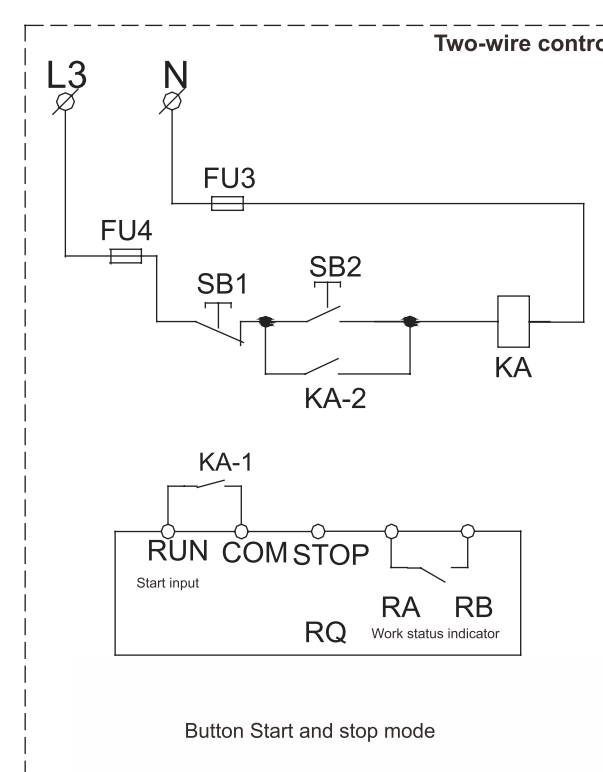 Two-wire contro
L3
N
FU3
FU4
SB1
SB2
KA
KA-2
KA-1
RUN COM STOP
Start input
RA RB
RQ
Work status indicator
Button Start and stop mode